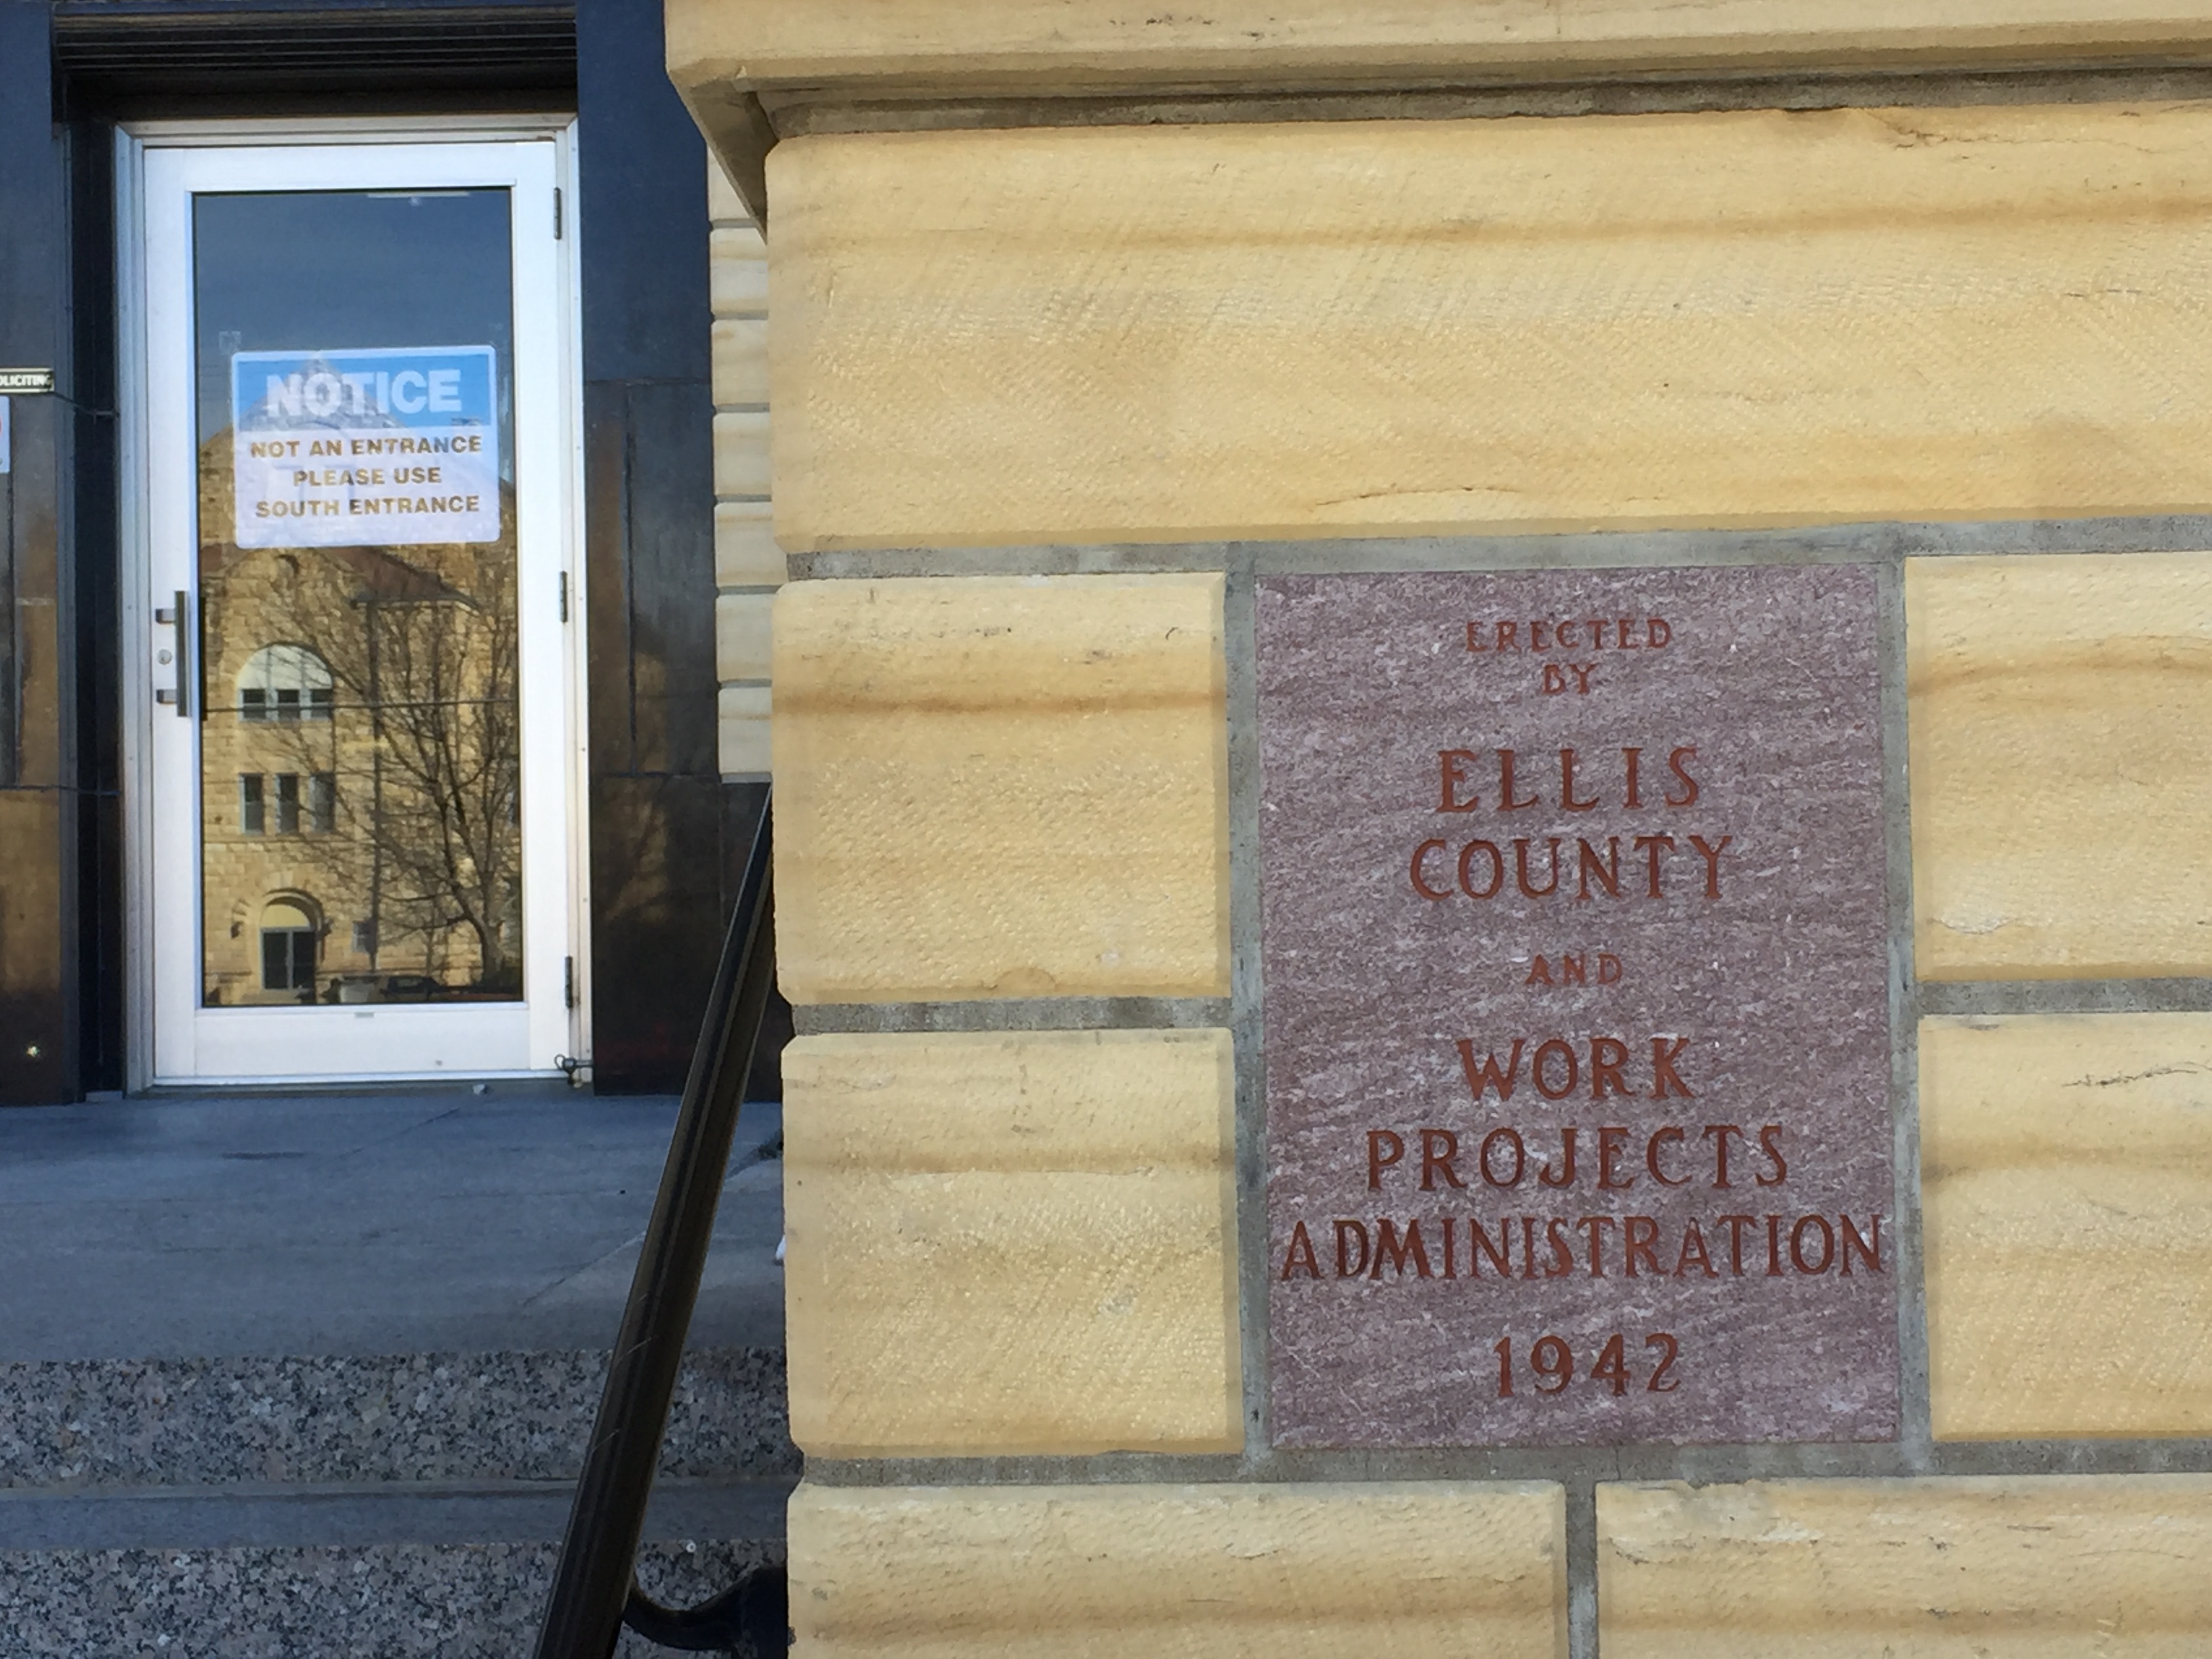 NOTICE
NOT AN ENTRANCE
PLEASE USE
SOUTH ENTRANCE
ERECTED
BY
ELLIS
COUNTY
AND
WORK
PROJECTS
ADMINISTRATION
1942